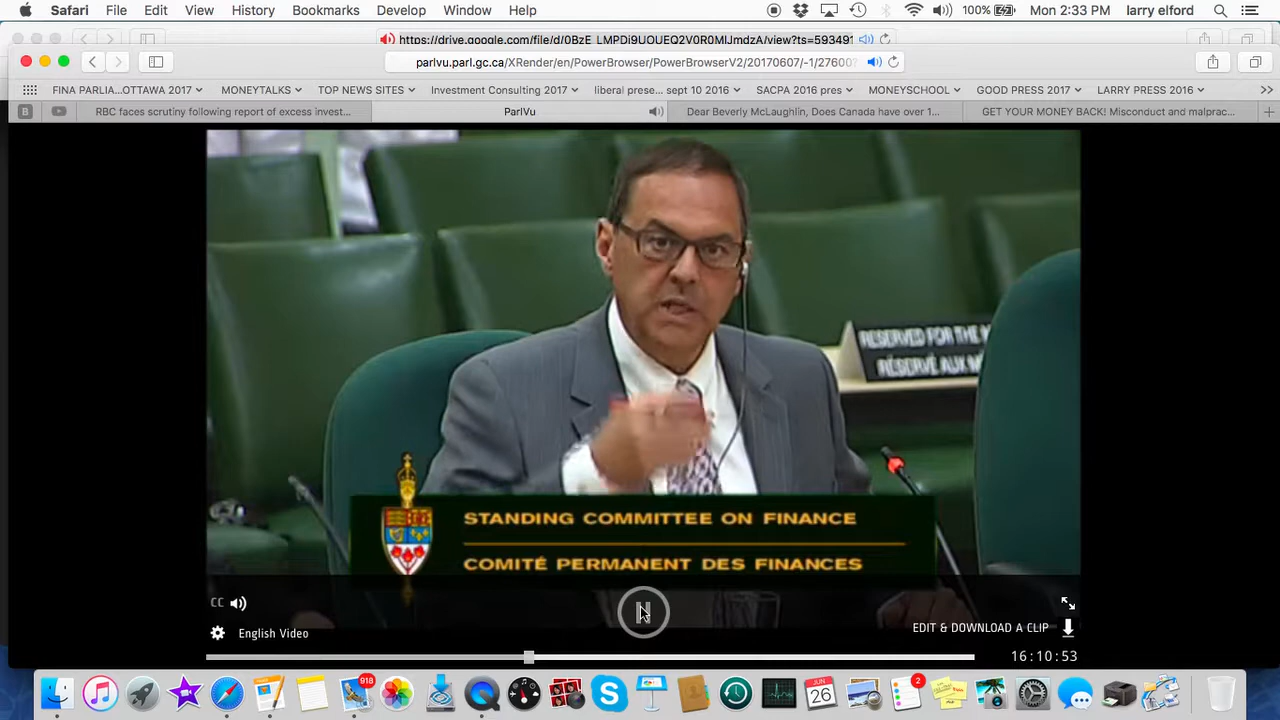 Safari File Edit View History Bookmarks Develop Window Help 100% Mon 2:33 PM larry elford
https://drive.google.com/file/d/0BzE_LMPDi9UOUEQ2V0R0MlJmdzA/view?ts=593491
parlvu.parl.gc.ca/XRender/en/PowerBrowser/PowerBrowserV2/20170607/-1/27600
FINA PARLIA...OTTAWA 2017 MONEYTALKS TOP NEWS SITES Investment Consulting 2017 liberal prese... sept 10 2016 SACPA 2016 pres MONEYSCHOOL GOOD PRESS 2017 LARRY PRESS 2016 >>
B RBC faces scrutiny following report of excess invest... ParlVu Dear Beverly McLaughlin, Does Canada have over 1... GET YOUR MONEY BACK! Misconduct and malprac... +
RESERVED FOR THE
RÉSERVÉ AUX
STANDING COMMITTEE ON FINANCE
COMITÉ PERMANENT DES FINANCES
CC
English Video EDIT & DOWNLOAD A CLIP
16:10:53
918 JUN 26 2